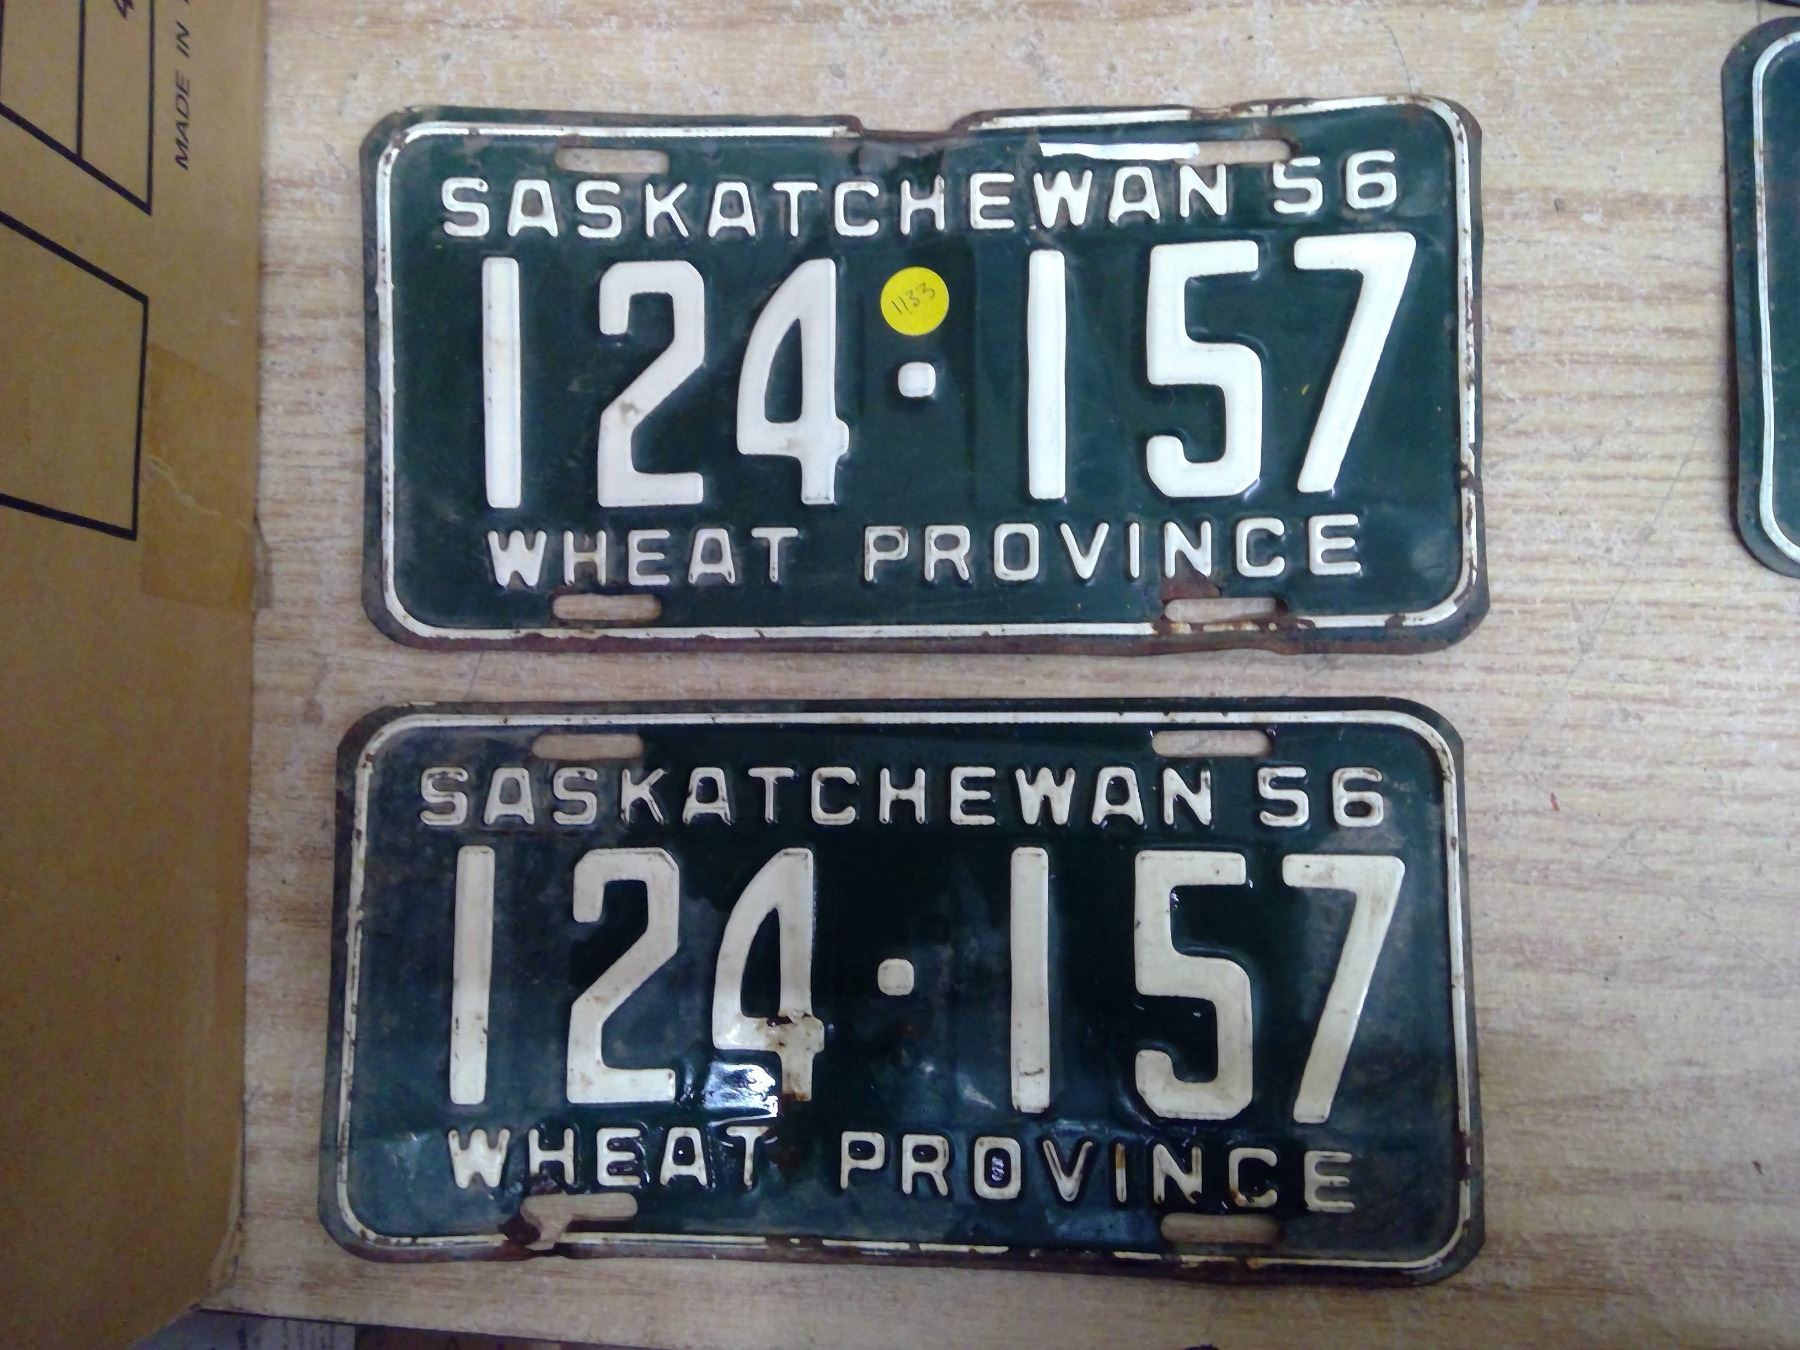 MADE IN
SASKATCHEWAN 56
1133
124·157
WHEAT PROVINCE
SASKATCHEWAN 56
124·157
WHEAT PROVINCE